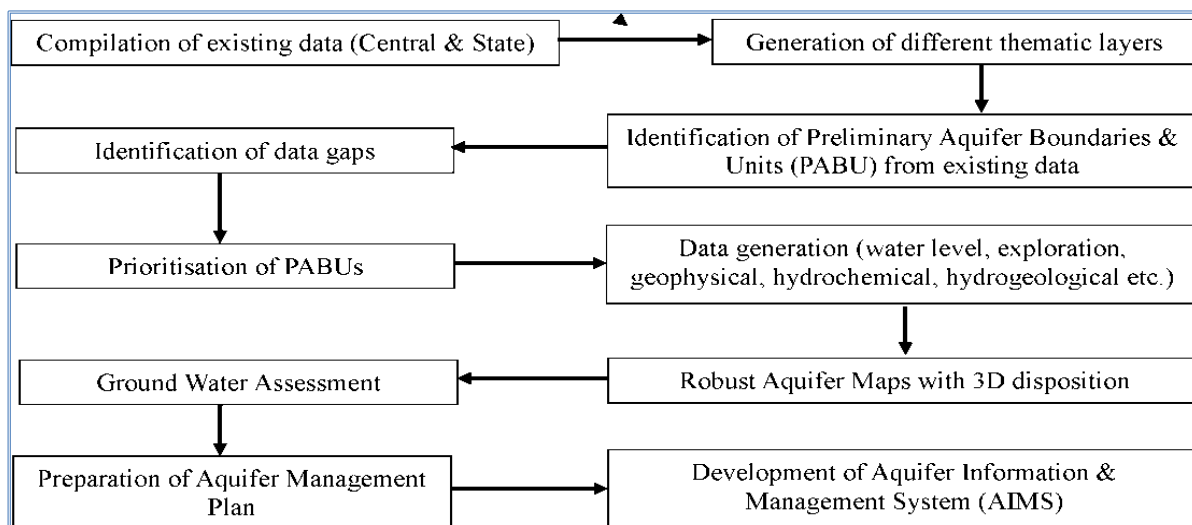 Compilation of existing data (Central & State)
Generation of different thematic layers
Identification of Preliminary Aquifer Boundaries &
Units (PABU) from existing data
Identification of data gaps
Prioritisation of PABUs
Data generation (water level, exploration,
geophysical, hydrochemical, hydrogeological etc.)
Robust Aquifer Maps with 3D disposition
Ground Water Assessment
Preparation of Aquifer Management
Plan
Development of Aquifer Information &
Management System (AIMS)